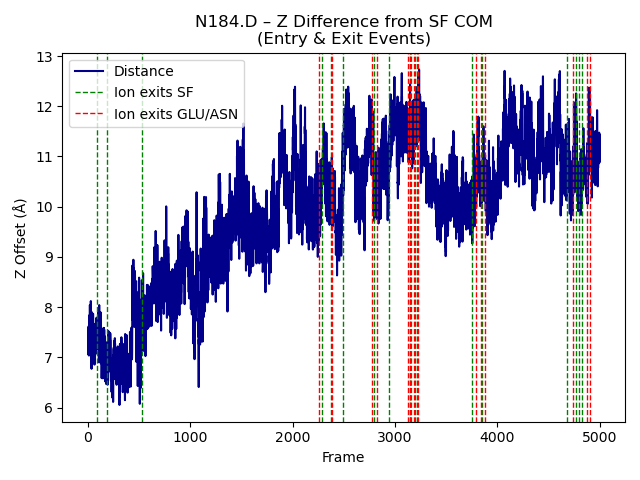 N184.D – Z Difference from SF COM
(Entry & Exit Events)
Distance
Ion exits SF
Ion exits GLU/ASN
Z Offset (Å)
13
12
11
10
9
8
7
6
0
1000
2000
3000
4000
5000
Frame